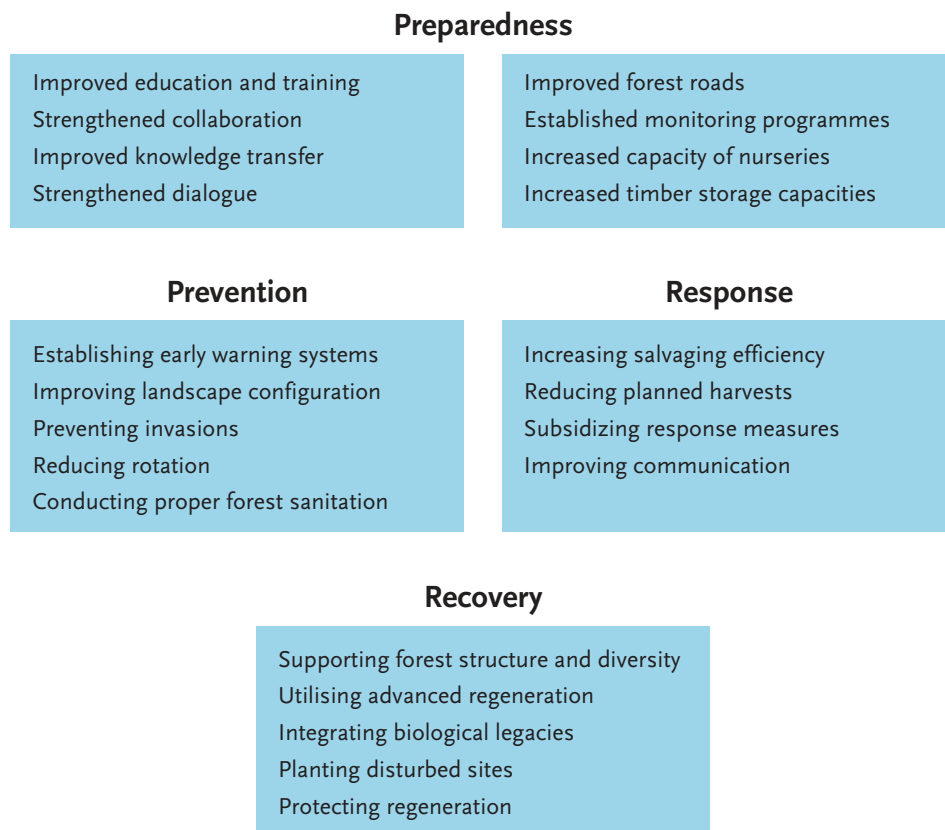 Preparedness
Improved education and training
Strengthened collaboration
Improved knowledge transfer
Strengthened dialogue
Improved forest roads
Established monitoring programmes
Increased capacity of nurseries
Increased timber storage capacities
Prevention
Establishing early warning systems
Improving landscape configuration
Preventing invasions
Reducing rotation
Conducting proper forest sanitation
Response
Increasing salvaging efficiency
Reducing planned harvests
Subsidizing response measures
Improving communication
Recovery
Supporting forest structure and diversity
Utilising advanced regeneration
Integrating biological legacies
Planting disturbed sites
Protecting regeneration